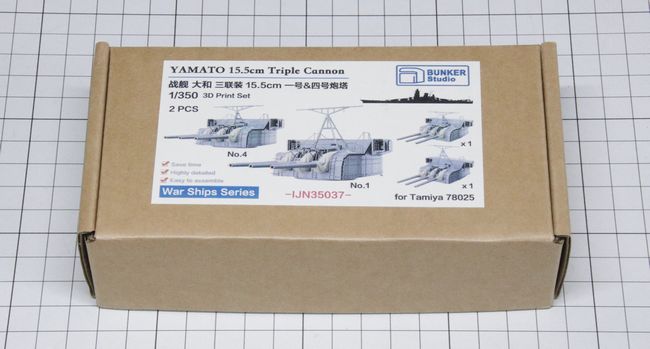 YAMATO 15.5cm Triple Cannon
BUNKER
Studio
战舰 大和 三联装 15.5cm 一号&四号炮塔
1/350 3D Print Set
2 PCS
No.4
x 1
Save time
Highly detailed
Easy to assemble
No.1
x 1
War Ships Series
-IJN35037-
for Tamiya 78025